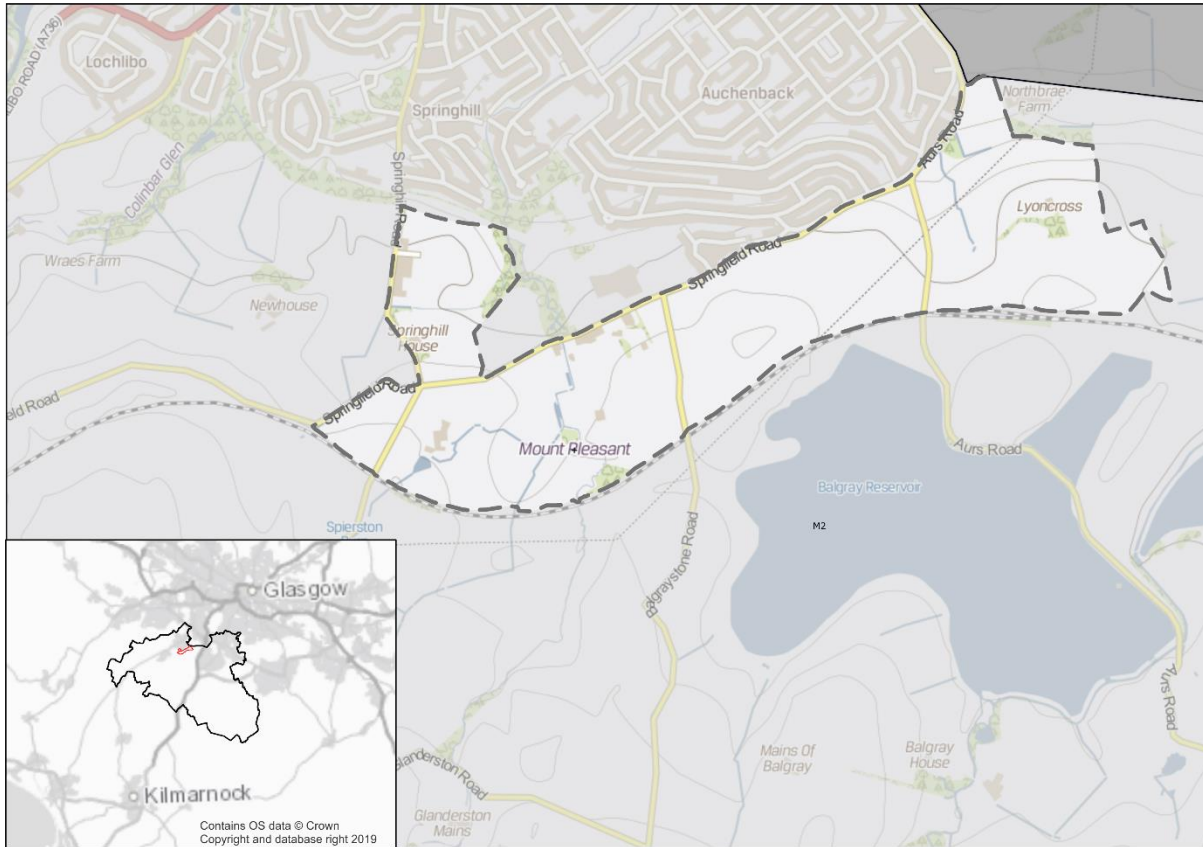 LIBO ROAD (A736)
Lochlibo
Springhill
Auchenback
Northbrae
Farm
Aurs Road
Colinbar Glen
Springhill Road
Lyoncross
Wraes Farm
Newhouse
Springfield Road
Springhill
House
Springfield Road
eld Road
Mount Pleasant
Aurs Road
Balgray Reservoir
M2
Spierston
Balgraystone Road
Aurs Road
Mains Of
Balgray
Balgray
House
Glanderston Road
Glanderston
Mains
Glasgow
Kilmarnock
Contains OS data © Crown
Copyright and database right 2019